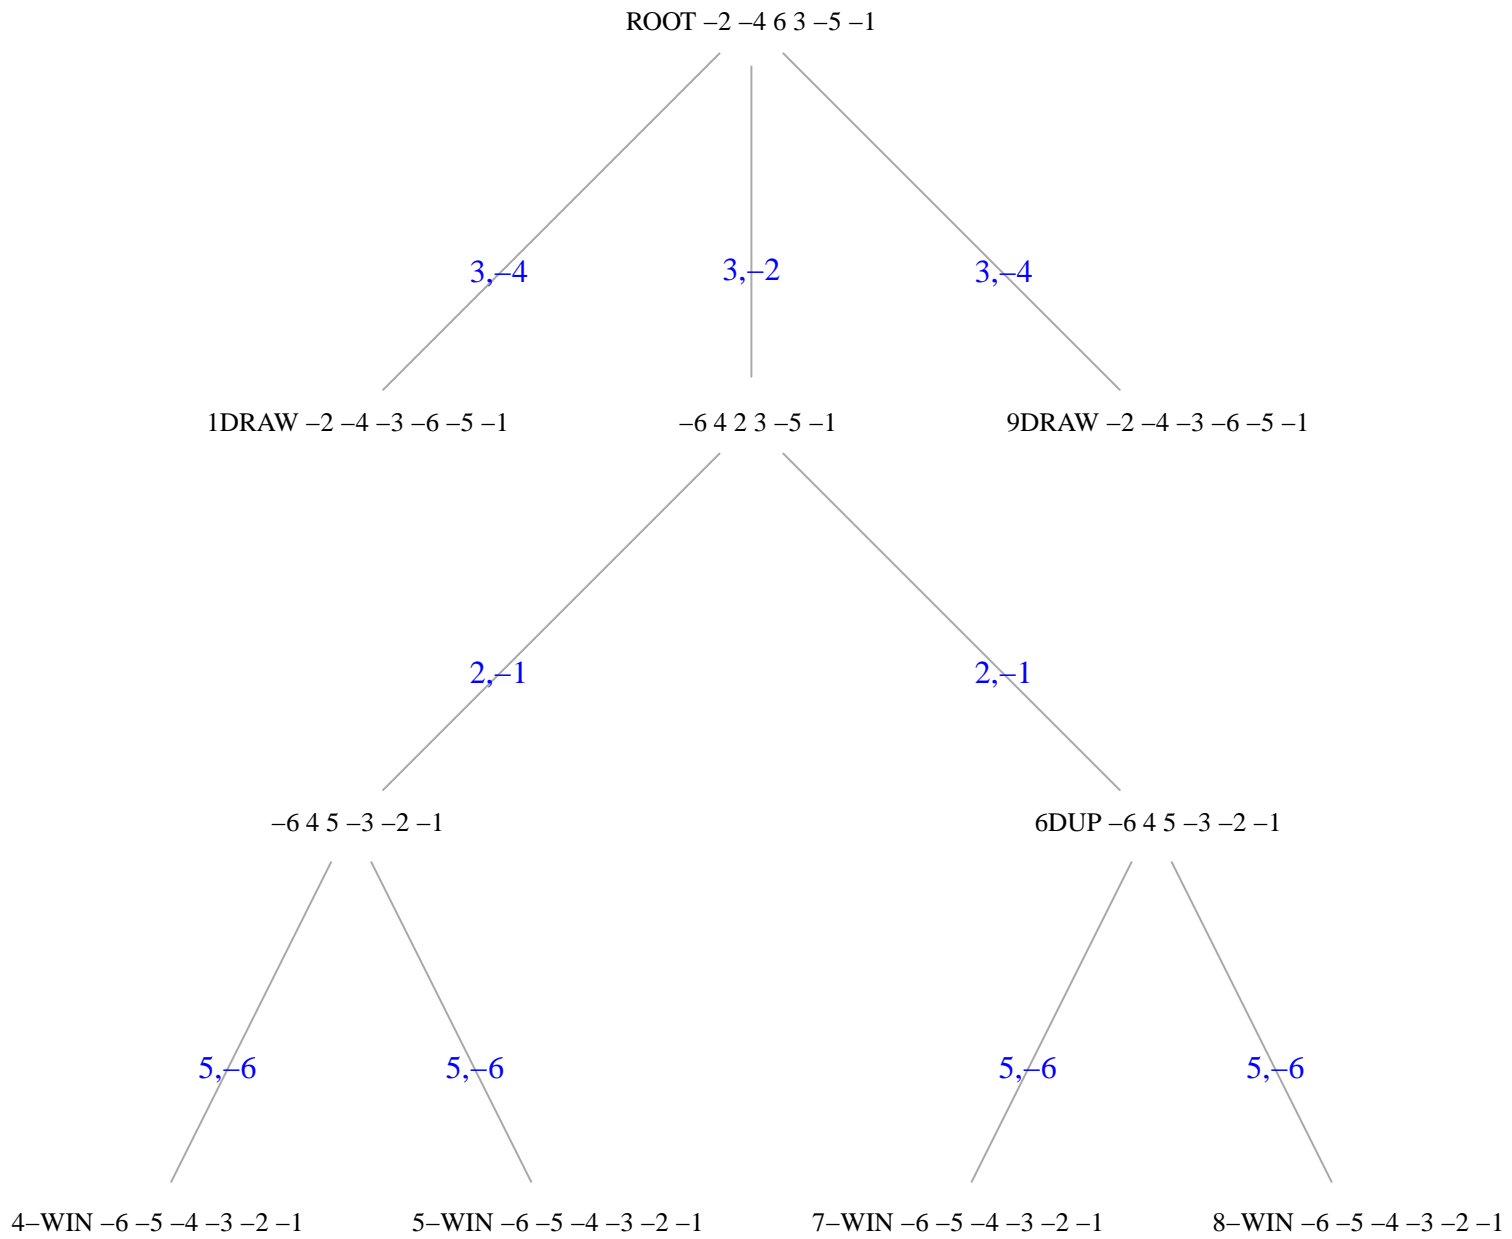 ROOT –2 –4 6 3 –5 –1
3,–4
3,–2
3,–4
1DRAW –2 –4 –3 –6 –5 –1
–6 4 2 3 –5 –1
9DRAW –2 –4 –3 –6 –5 –1
2,–1
2,–1
–6 4 5 –3 –2 –1
6DUP –6 4 5 –3 –2 –1
5,–6
5,–6
5,–6
5,–6
4–WIN –6 –5 –4 –3 –2 –1
5–WIN –6 –5 –4 –3 –2 –1
7–WIN –6 –5 –4 –3 –2 –1
8–WIN –6 –5 –4 –3 –2 –1